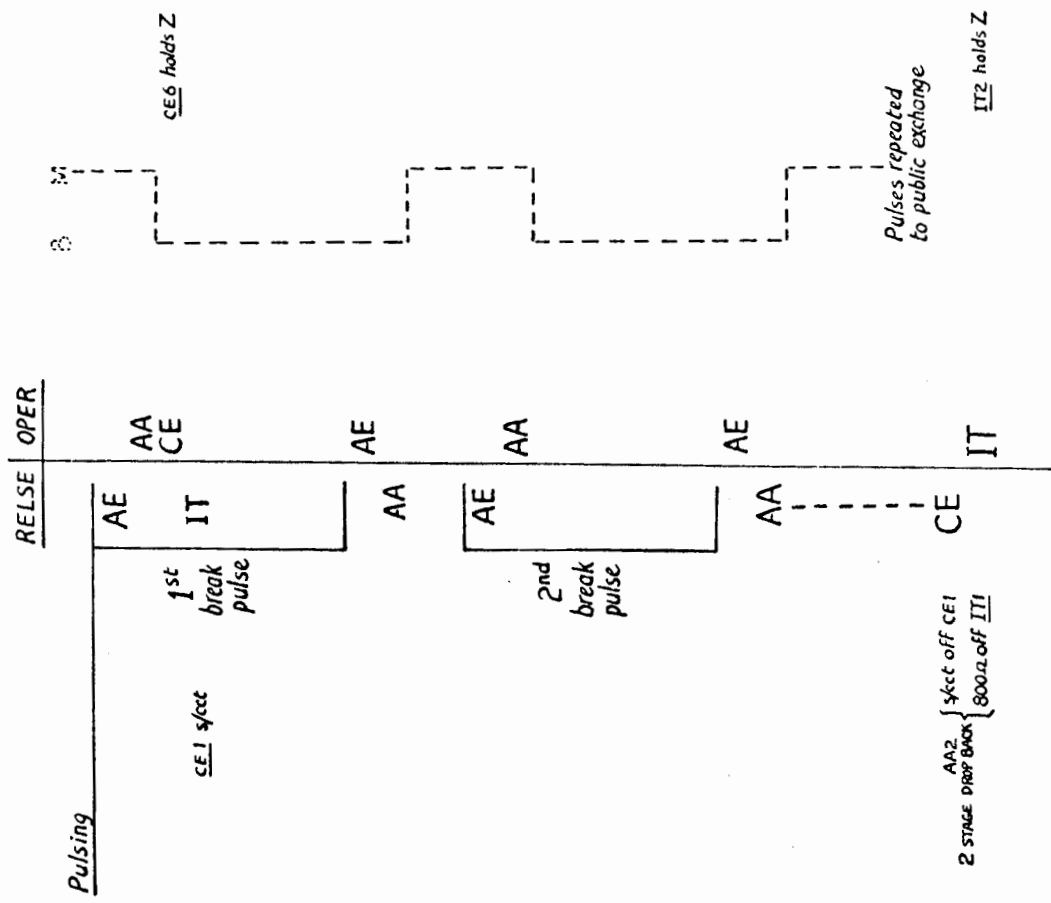 RELSE OPER
B M
Pulsing
AE
AA
CE
CE6 holds Z
IT
CE1 s/cct
1st
break
pulse
AE
AA
AE
AA
2nd
break
pulse
AE
AA
Pulses repeated
to public exchange
CE
AA2 s/cct off CE1
2 STAGE DROP BACK 800Ω off IT1
IT
IT2 holds Z